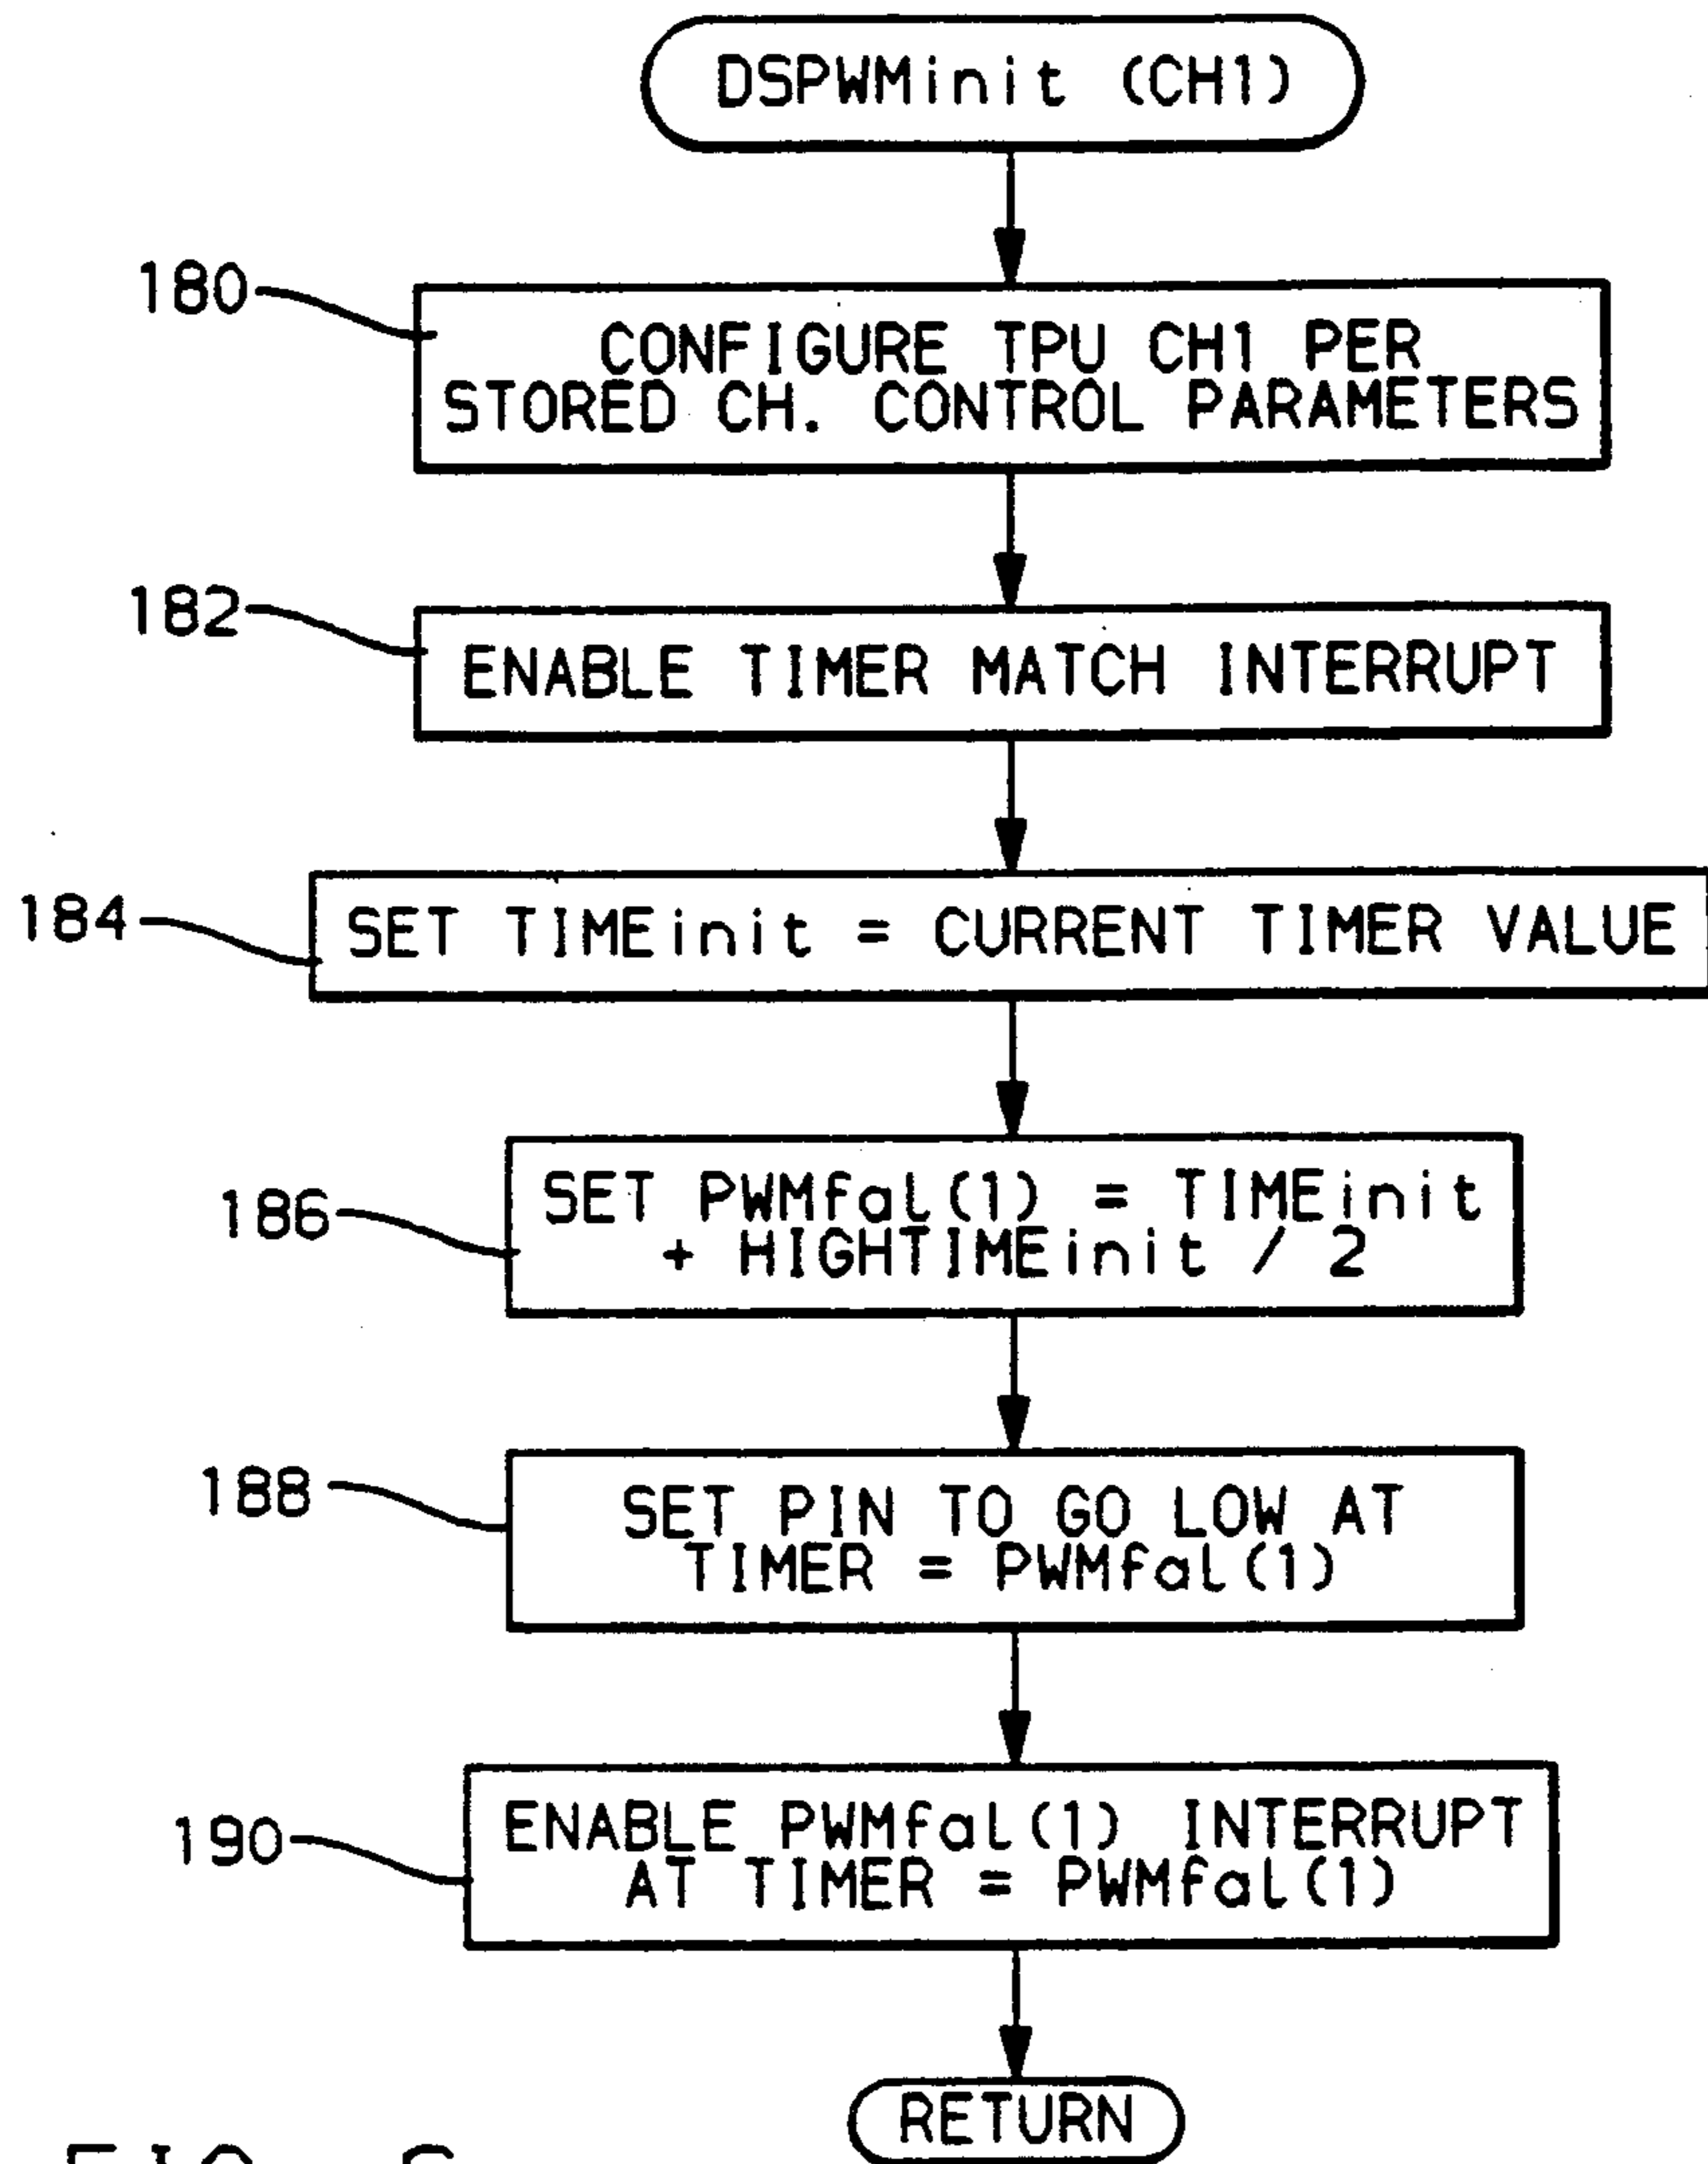 DSPWMinit (CH1)
180
CONFIGURE TPU CH1 PER
STORED CH. CONTROL PARAMETERS
182
ENABLE TIMER MATCH INTERRUPT
184
SET TIMEinit = CURRENT TIMER VALUE
186
SET PWMfal(1) = TIMEinit
+ HIGHTIMEinit / 2
188
SET PIN TO GO LOW AT
TIMER = PWMfal(1)
190
ENABLE PWMfal(1) INTERRUPT
AT TIMER = PWMfal(1)
RETURN